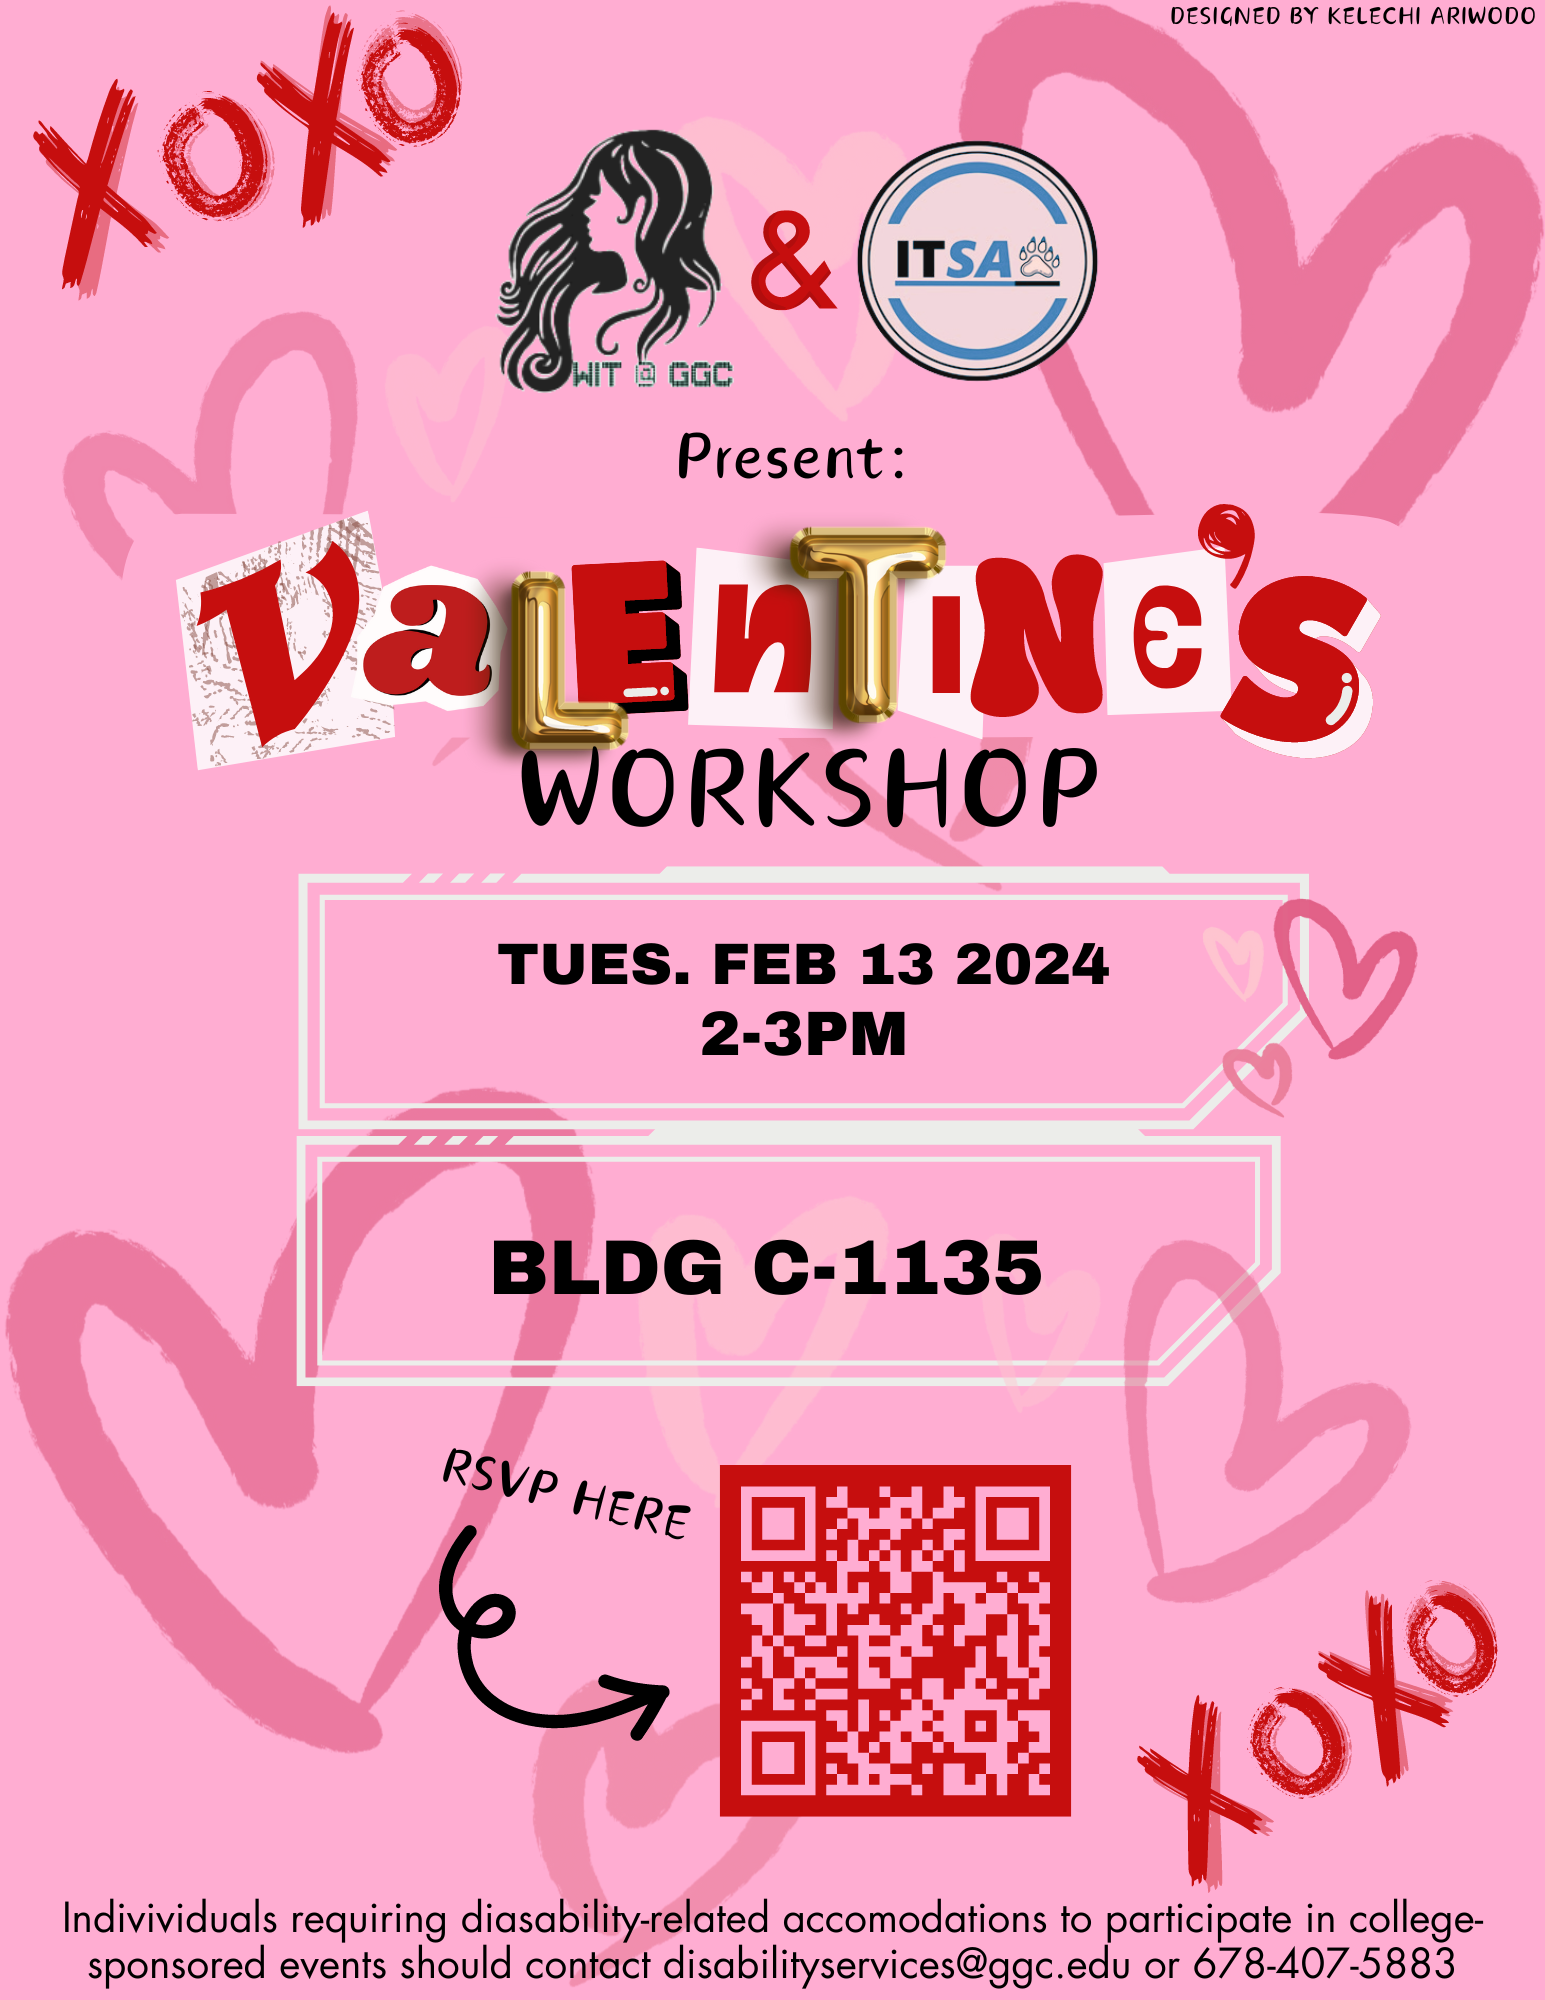 DESIGNED BY KELECHI ARIWODO
XOXO
WIT @ GGC
&
ITSA
Present:
VaLEnTINe'S
WORKSHOP
TUES. FEB 13 2024
2-3PM
BLDG C-1135
RSVP HERE
XOXO
Indivividuals requiring diasability-related accomodations to participate in college-
sponsored events should contact disabilityservices@ggc.edu or 678-407-5883